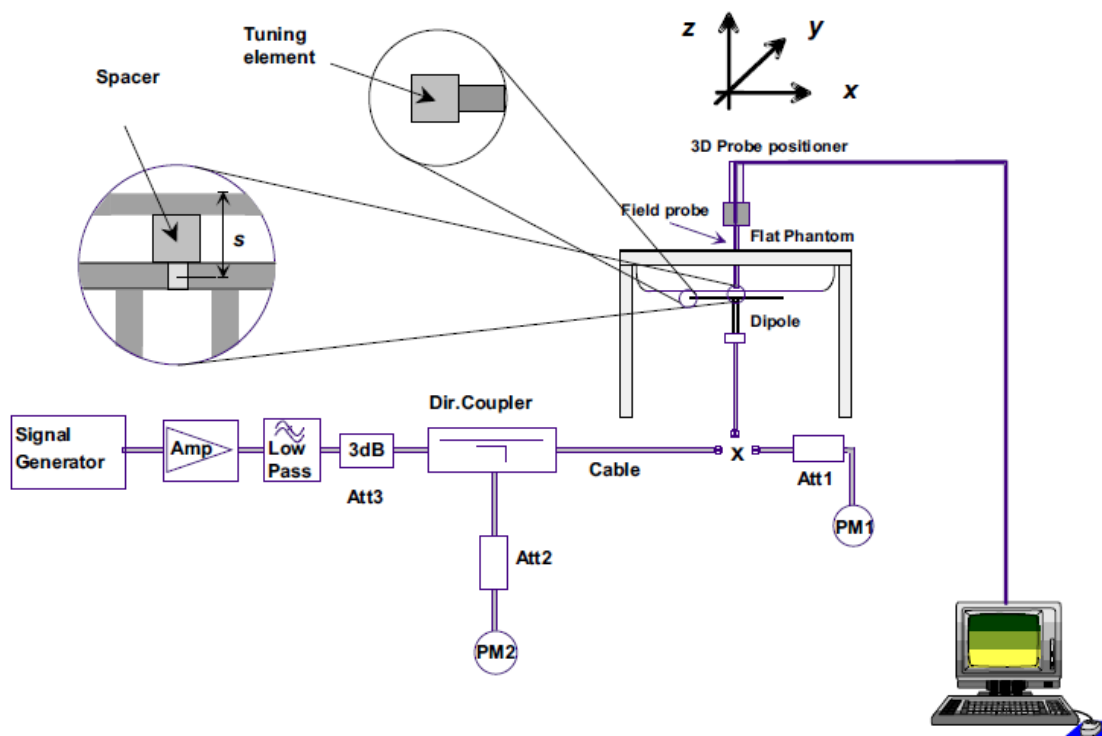 Tuning
element
Spacer
z
y
x
3D Probe positioner
Field probe
Flat Phantom
s
Dipole
Dir.Coupler
Signal
Generator
Amp
Low
Pass
3dB
Att3
Cable
x
Att1
PM1
Att2
PM2